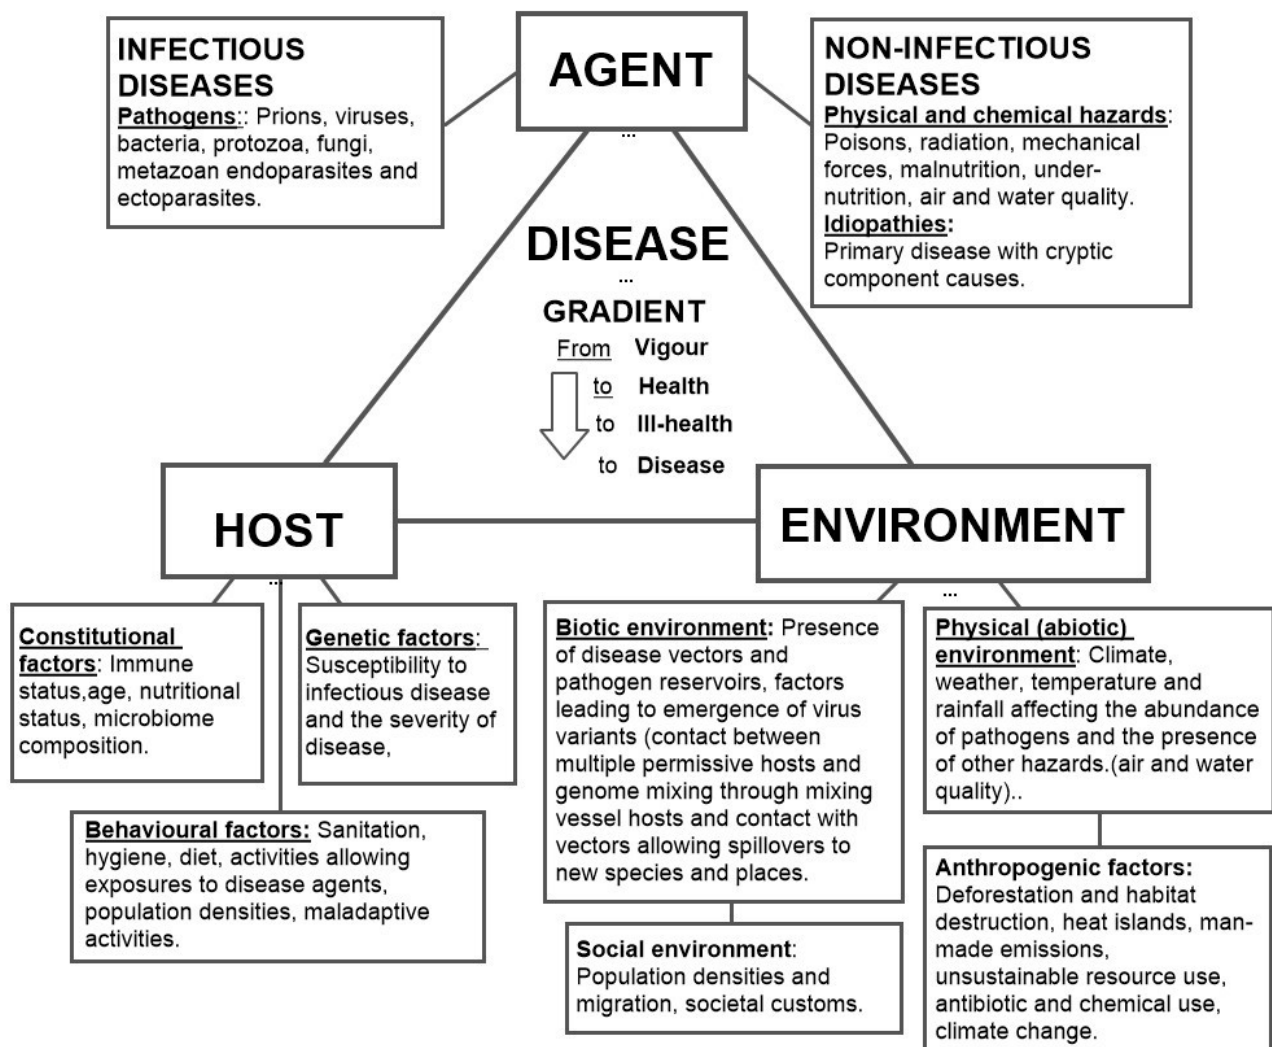 INFECTIOUS
DISEASES
Pathogens:: Prions, viruses,
bacteria, protozoa, fungi,
metazoan endoparasites and
ectoparasites.
AGENT
...
NON-INFECTIOUS
DISEASES
Physical and chemical hazards:
Poisons, radiation, mechanical
forces, malnutrition, under-
nutrition, air and water quality.
Idiopathies:
Primary disease with cryptic
component causes.
DISEASE
...
GRADIENT
From Vigour
to Health
to Ill-health
to Disease
HOST
...
ENVIRONMENT
...
Constitutional
factors: Immune
status,age, nutritional
status, microbiome
composition.
Genetic factors:
Susceptibility to
infectious disease
and the severity of
disease,
Behavioural factors: Sanitation,
hygiene, diet, activities allowing
exposures to disease agents,
population densities, maladaptive
activities.
Biotic environment: Presence
of disease vectors and
pathogen reservoirs, factors
leading to emergence of virus
variants (contact between
multiple permissive hosts and
genome mixing through mixing
vessel hosts and contact with
vectors allowing spillovers to
new species and places.
Social environment:
Population densities and
migration, societal customs.
Physical (abiotic)
environment: Climate,
weather, temperature and
rainfall affecting the abundance
of pathogens and the presence
of other hazards.(air and water
quality)..
Anthropogenic factors:
Deforestation and habitat
destruction, heat islands, man-
made emissions,
unsustainable resource use,
antibiotic and chemical use,
climate change.